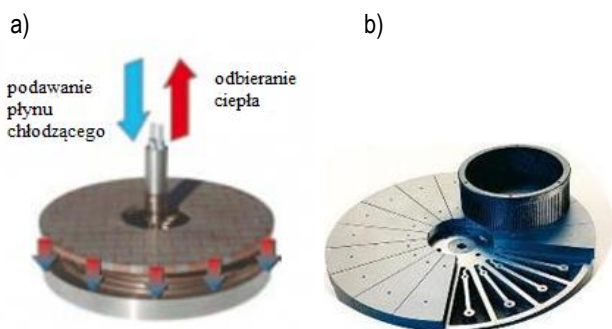 a)
b)
podawanie
płynu
chłodzącego
odbieranie
ciepła